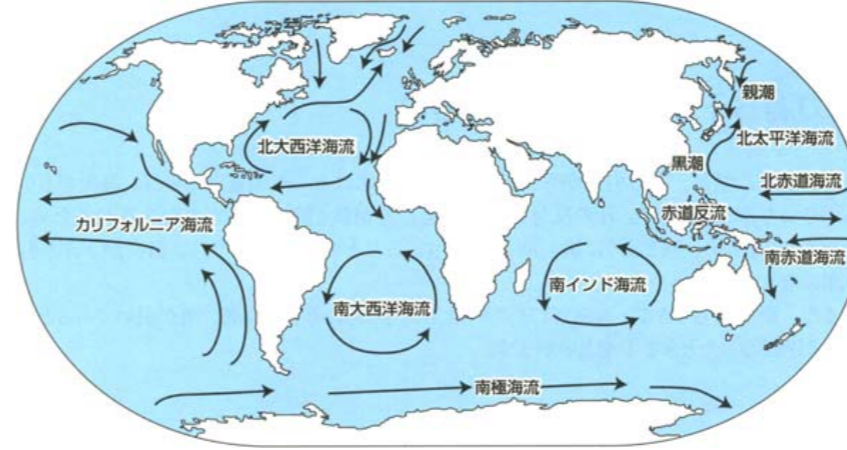 親潮
北太平洋海流
北大西洋海流
黒潮
北赤道海流
カリフォルニア海流
赤道反流
南赤道海流
南大西洋海流
南インド海流
南極海流